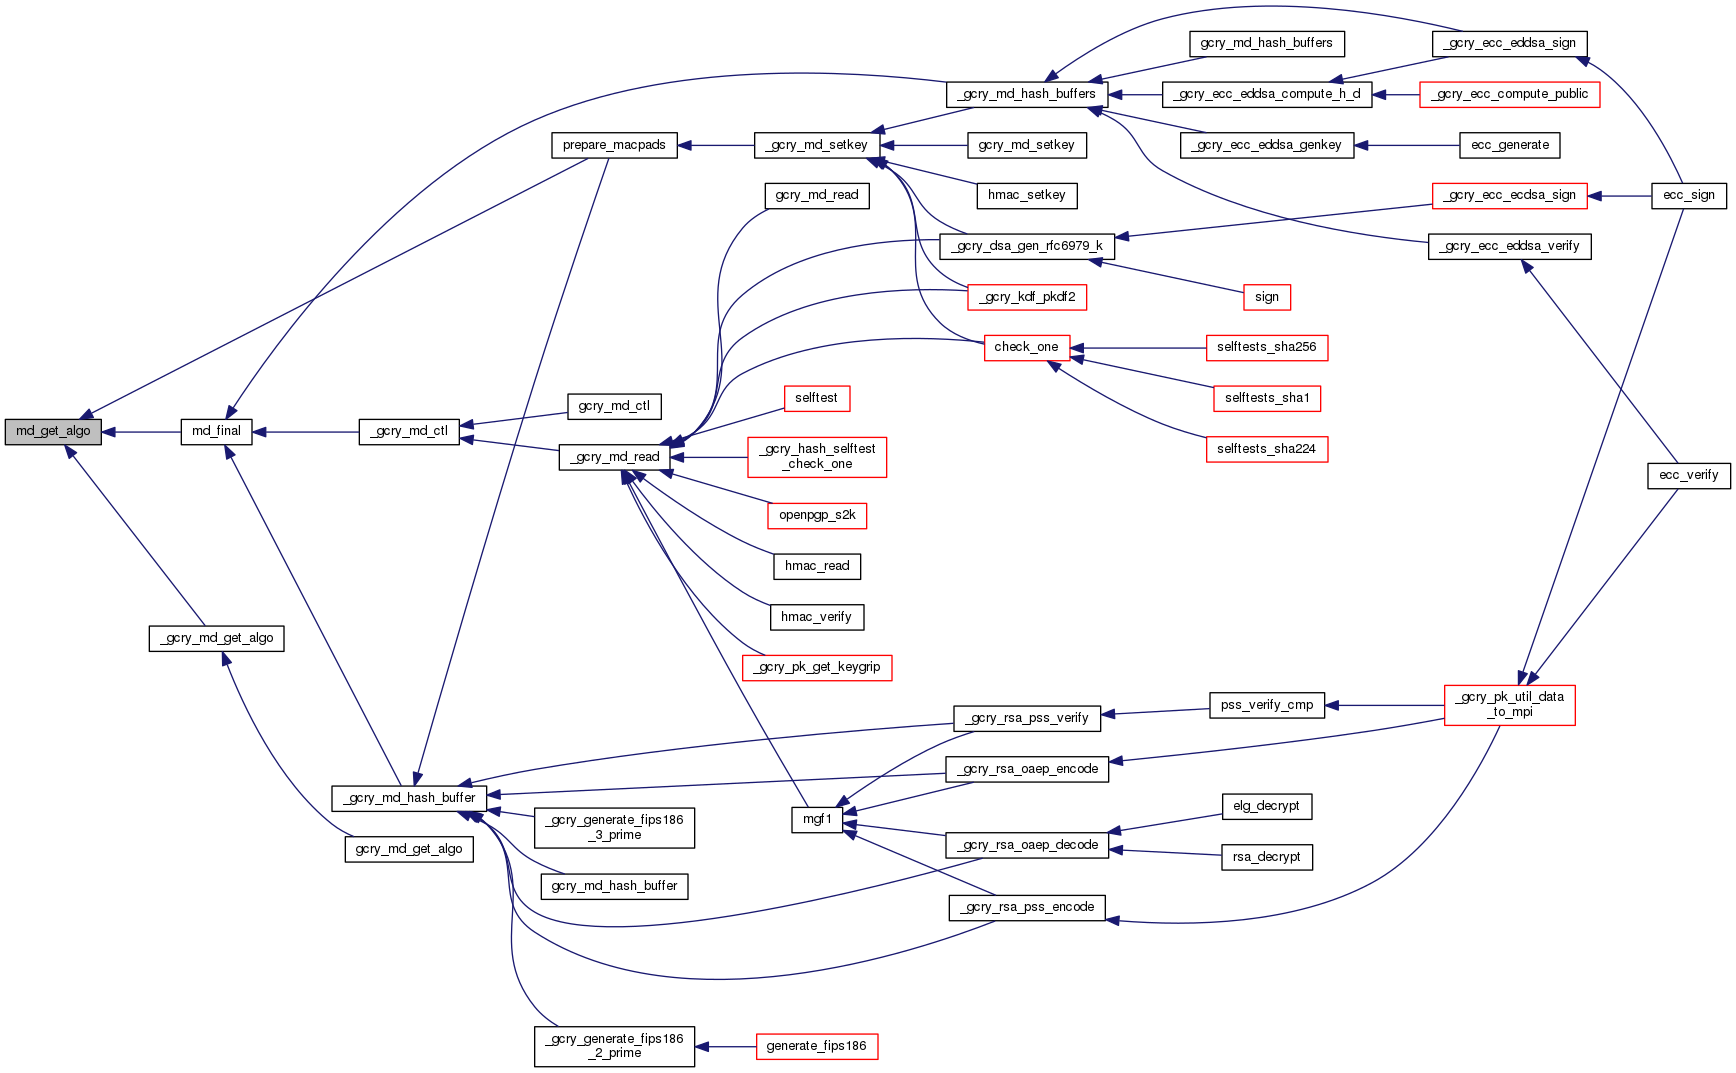 gcry_md_hash_buffers
_gcry_ecc_eddsa_sign
_gcry_md_hash_buffers
_gcry_ecc_eddsa_compute_h_d
_gcry_ecc_compute_public
prepare_macpads
_gcry_md_setkey
gcry_md_setkey
_gcry_ecc_eddsa_genkey
ecc_generate
gcry_md_read
hmac_setkey
_gcry_ecc_ecdsa_sign
ecc_sign
_gcry_dsa_gen_rfc6979_k
_gcry_ecc_eddsa_verify
_gcry_kdf_pkdf2
sign
check_one
selftests_sha256
selftest
selftests_sha1
gcry_md_ctl
md_get_algo
md_final
_gcry_md_ctl
selftests_sha224
_gcry_md_read
_gcry_hash_selftest
_check_one
ecc_verify
openpgp_s2k
hmac_read
hmac_verify
_gcry_md_get_algo
_gcry_pk_get_keygrip
_gcry_rsa_pss_verify
pss_verify_cmp
_gcry_pk_util_data
_to_mpi
_gcry_rsa_oaep_encode
_gcry_md_hash_buffer
elg_decrypt
_gcry_generate_fips186
_3_prime
mgf1
gcry_md_get_algo
_gcry_rsa_oaep_decode
rsa_decrypt
gcry_md_hash_buffer
_gcry_rsa_pss_encode
_gcry_generate_fips186
_2_prime
generate_fips186